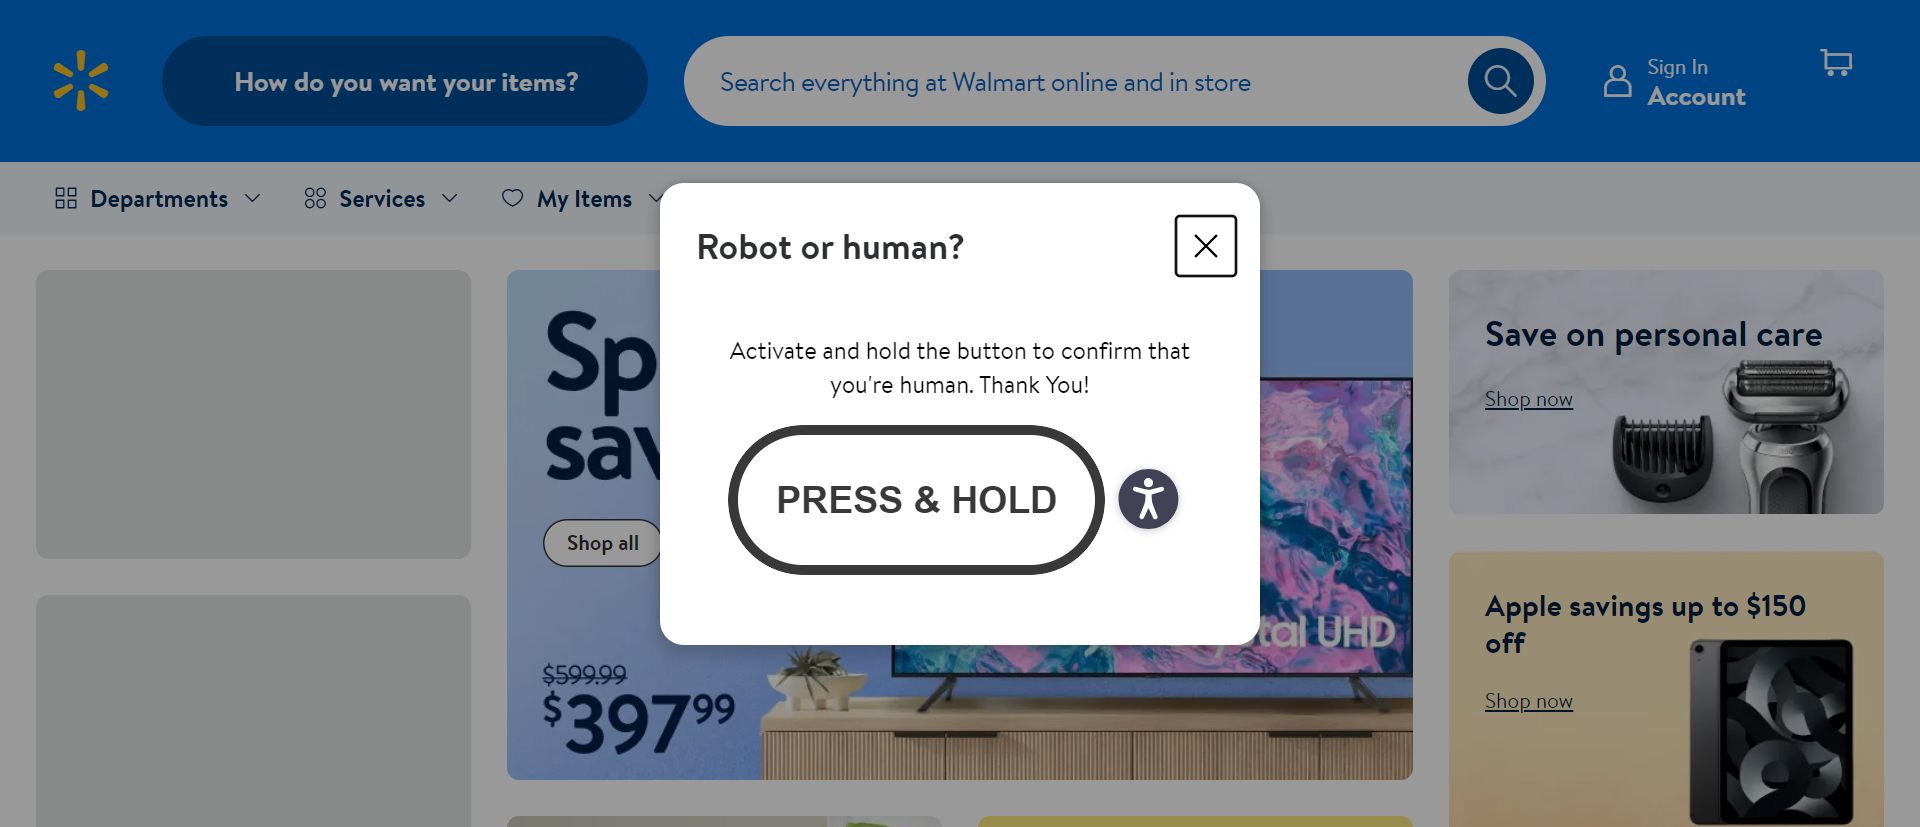 How do you want your items?
Search everything at Walmart online and in store
Sign In
Account
Departments
Services
My Items
Robot or human?
Activate and hold the button to confirm that
you're human. Thank You!
PRESS & HOLD
Sp
sav
Shop all
$599.99
$397.99
tal UHD
Save on personal care
Shop now
Apple savings up to $150
off
Shop now